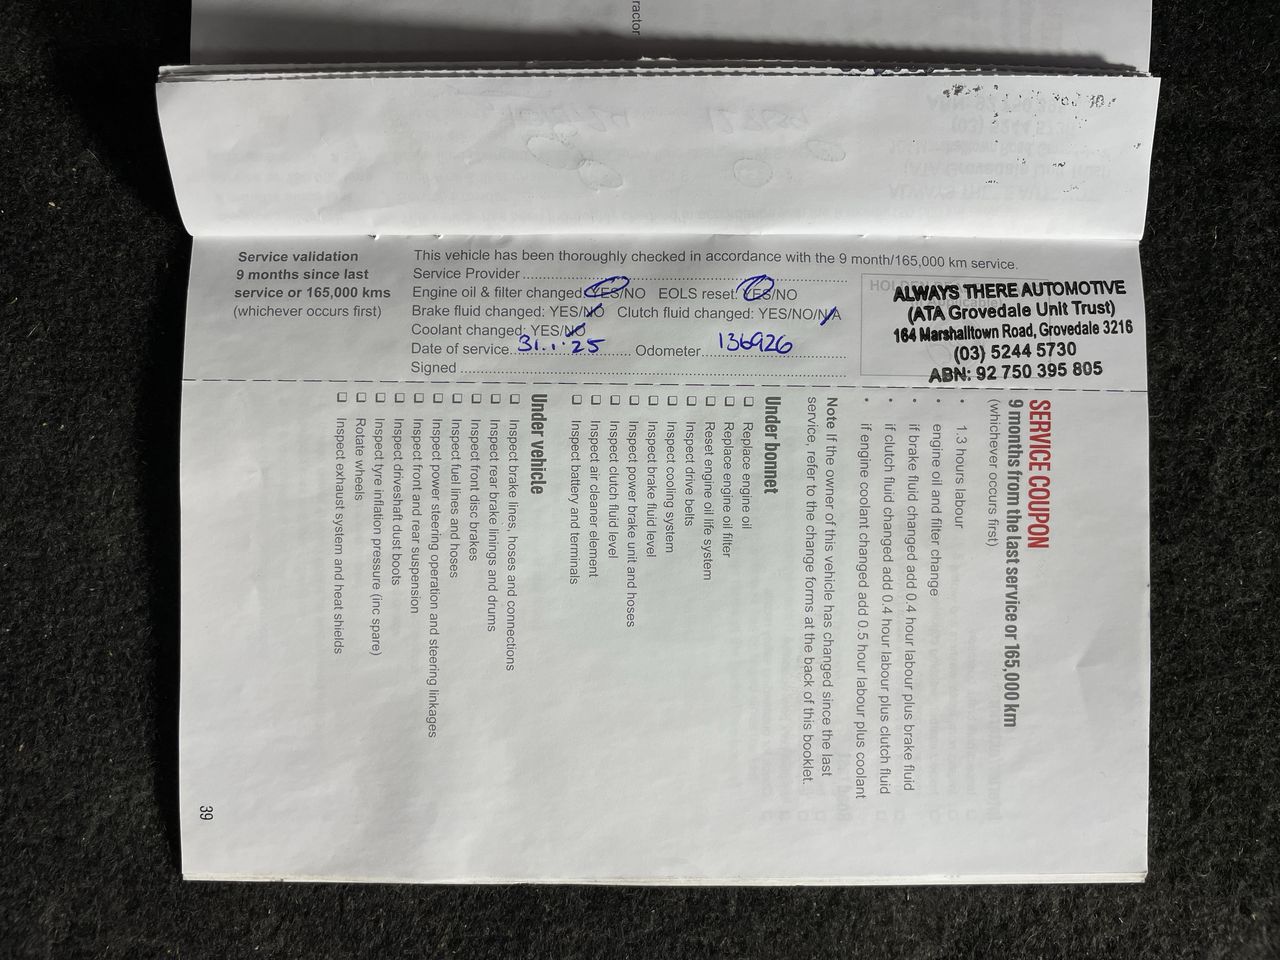 ractor
Service validation
9 months since last
service or 165,000 kms
(whichever occurs first)
This vehicle has been thoroughly checked in accordance with the 9 month/165,000 km service.
Service Provider
Engine oil & filter changed: YES/NO EOLS reset: YES/NO
Brake fluid changed: YES/NO Clutch fluid changed: YES/NO/NA
Coolant changed: YES/NO
Date of service 31.1.25 Odometer 136926
Signed
ALWAYS THERE AUTOMOTIVE
(ATA Grovedale Unit Trust)
164 Marshalltown Road, Grovedale 3216
(03) 5244 5730
ABN: 92 750 395 805
SERVICE COUPON
9 months from the last service or 165,000 km
(whichever occurs first)
• 1.3 hours labour
• engine oil and filter change
• if brake fluid changed add 0.4 hour labour plus brake fluid
• if clutch fluid changed add 0.4 hour labour plus clutch fluid
• if engine coolant changed add 0.5 hour labour plus coolant
Note If the owner of this vehicle has changed since the last
service, refer to the change forms at the back of this booklet.
Under bonnet
❏ Replace engine oil
❏ Replace engine oil filter
❏ Reset engine oil life system
❏ Inspect drive belts
❏ Inspect cooling system
❏ Inspect brake fluid level
❏ Inspect power brake unit and hoses
❏ Inspect clutch fluid level
❏ Inspect air cleaner element
❏ Inspect battery and terminals
Under vehicle
❏ Inspect brake lines, hoses and connections
❏ Inspect rear brake linings and drums
❏ Inspect front disc brakes
❏ Inspect fuel lines and hoses
❏ Inspect power steering operation and steering linkages
❏ Inspect front and rear suspension
❏ Inspect driveshaft dust boots
❏ Inspect tyre inflation pressure (inc spare)
❏ Rotate wheels
❏ Inspect exhaust system and heat shields
39